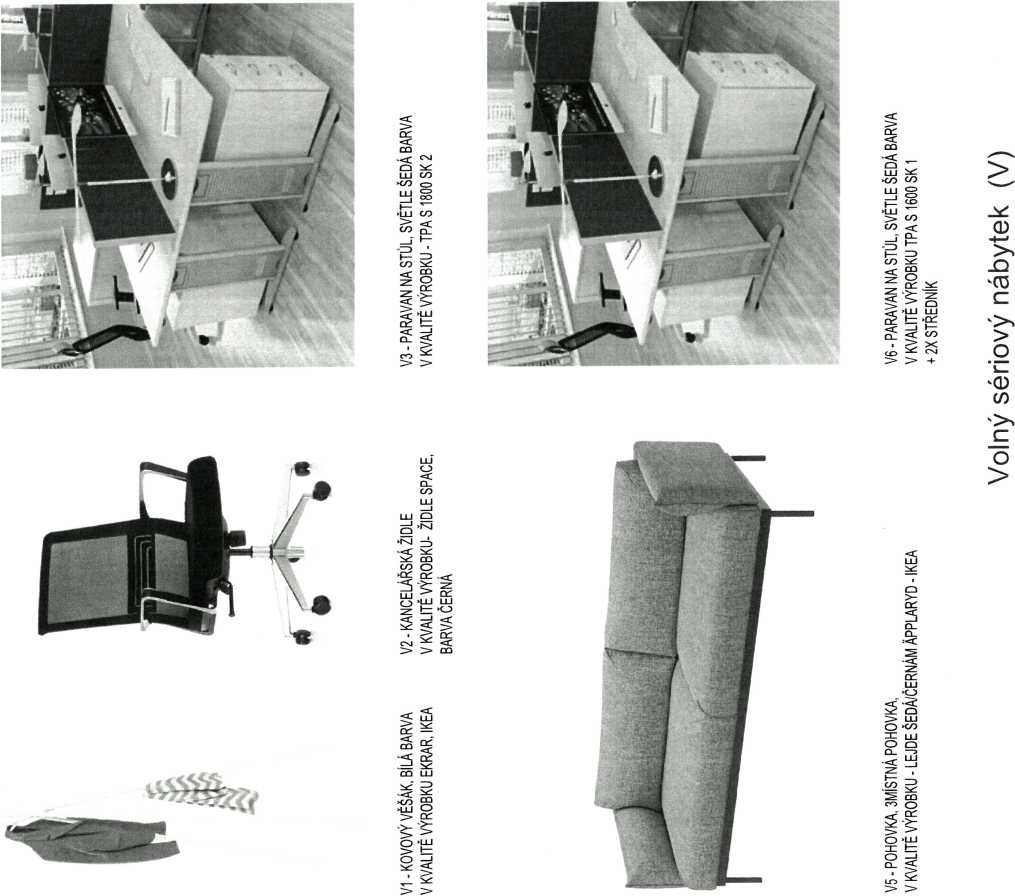 V1 - KOVOVÝ VĚŠÁK, BÍLÁ BARVA
V KVALITĚ VÝROBKU EKRAR, IKEA
V2 - KANCELÁŘSKÁ ŽIDLE
V KVALITĚ VÝROBKU- ŽIDLE SPACE,
BARVA ČERNÁ
V3 - PARAVAN NA STŮL, SVĚTLE ŠEDÁ BARVA
V KVALITĚ VÝROBKU - TPA S 1800 SK 2
V5 - POHOVKA, 3MÍSTNÁ POHOVKA,
V KVALITĚ VÝROBKU - LEJDE ŠEDÁ/ČERNÁM ÄPPLARYD - IKEA
V6 - PARAVAN NA STŮL, SVĚTLE ŠEDÁ BARVA
V KVALITĚ VÝROBKU TPA S 1600 SK 1
+ 2X STŘEDNÍK
Volný sériový nábytek (V)